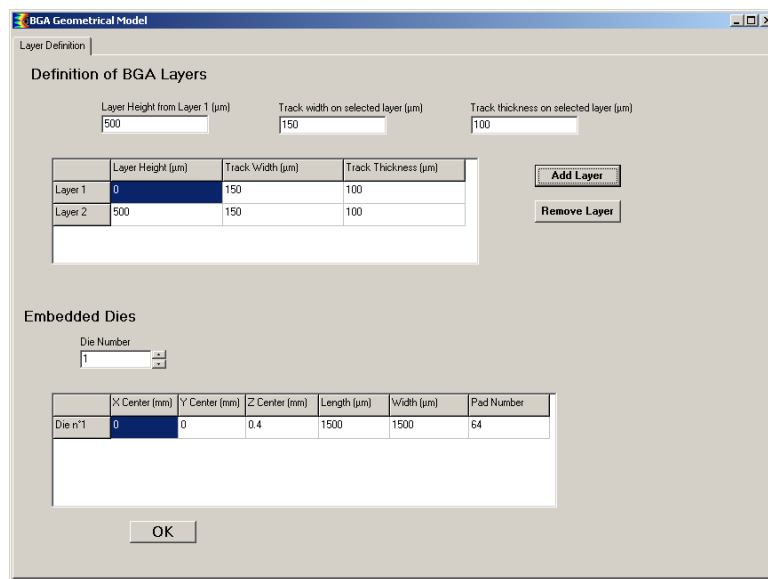 BGA Geometrical Model
Layer Definition
Definition of BGA Layers
Layer Height from Layer 1 (µm) Track width on selected layer (µm) Track thickness on selected layer (µm)
500 150 100
Layer Height (µm) Track Width (µm) Track Thickness (µm)
Layer 1 0 150 100
Layer 2 500 150 100
Add Layer
Remove Layer
Embedded Dies
Die Number
1
X Center (mm) Y Center (mm) Z Center (mm) Length (µm) Width (µm) Pad Number
Die n°1 0 0 0.4 1500 1500 64
OK